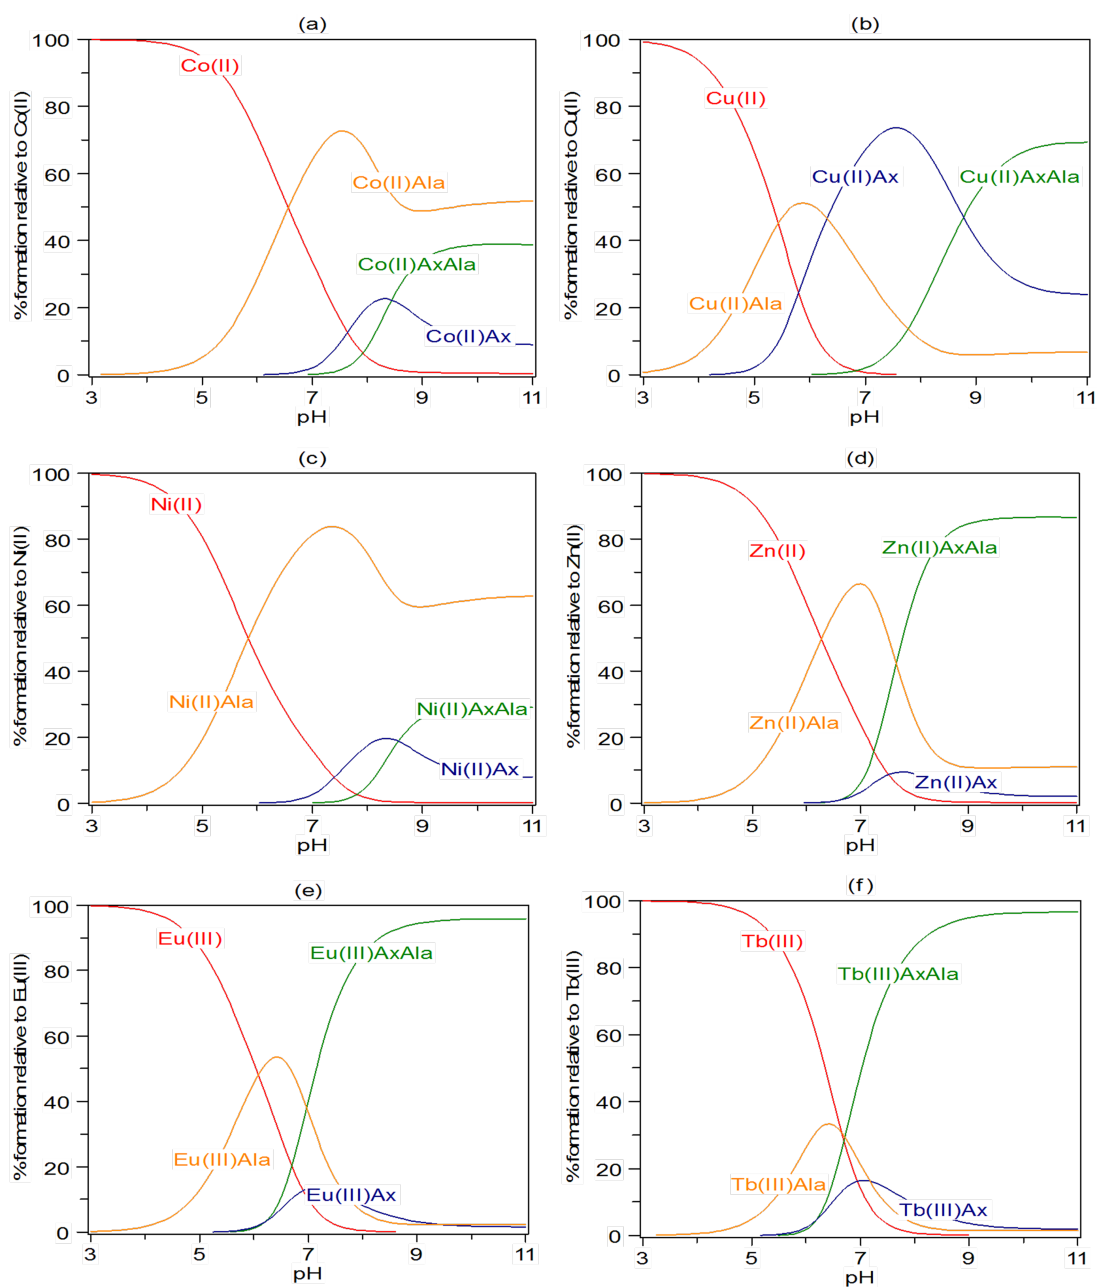 (a)
100
80
60
40
20
0
% formation relative to Co(II)
Co(II)
Co(II)Ala
Co(II)AxAla
Co(II)Ax
3 5 7 9 11
pH
(b)
100
80
60
40
20
0
% formation relative to Cu(II)
Cu(II)
Cu(II)Ax
Cu(II)AxAla
Cu(II)Ala
3 5 7 9 11
pH
(c)
100
80
60
40
20
0
% formation relative to Ni(II)
Ni(II)
Ni(II)Ala
Ni(II)AxAla
Ni(II)Ax
3 5 7 9 11
pH
(d)
100
80
60
40
20
0
% formation relative to Zn(II)
Zn(II)
Zn(II)AxAla
Zn(II)Ala
Zn(II)Ax
3 5 7 9 11
pH
(e)
100
80
60
40
20
0
% formation relative to Eu(III)
Eu(III)
Eu(III)AxAla
Eu(III)Ala
Eu(III)Ax
3 5 7 9 11
pH
(f)
100
80
60
40
20
0
% formation relative to Tb(III)
Tb(III)
Tb(III)AxAla
Tb(III)Ala
Tb(III)Ax
3 5 7 9 11
pH